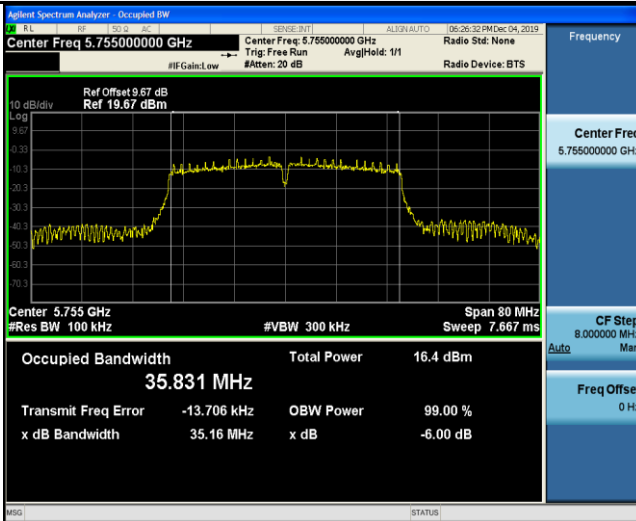 Agilent Spectrum Analyzer - Occupied BW
RL RF 50 Ω AC SENSE:INT ALIGN AUTO 06:26:32 PM Dec 04, 2019
Center Freq 5.755000000 GHz Center Freq: 5.755000000 GHz Radio Std: None Frequency
Trig: Free Run Avg|Hold: 1/1
#IFGain:Low #Atten: 20 dB Radio Device: BTS
Ref Offset 9.67 dB
10 dB/div Ref 19.67 dBm
Log
9.67
-0.33
-10.3
-20.3
-30.3
-40.3
-50.3
-60.3
-70.3
Center Fre
5.755000000 GH
Center 5.755 GHz Span 80 MHz
#Res BW 100 kHz #VBW 300 kHz Sweep 7.667 ms
CF Step
8.000000 MH
Auto Ma
Occupied Bandwidth Total Power 16.4 dBm
35.831 MHz
Transmit Freq Error -13.706 kHz OBW Power 99.00 %
x dB Bandwidth 35.16 MHz x dB -6.00 dB
Freq Offse
0 H
MSG STATUS